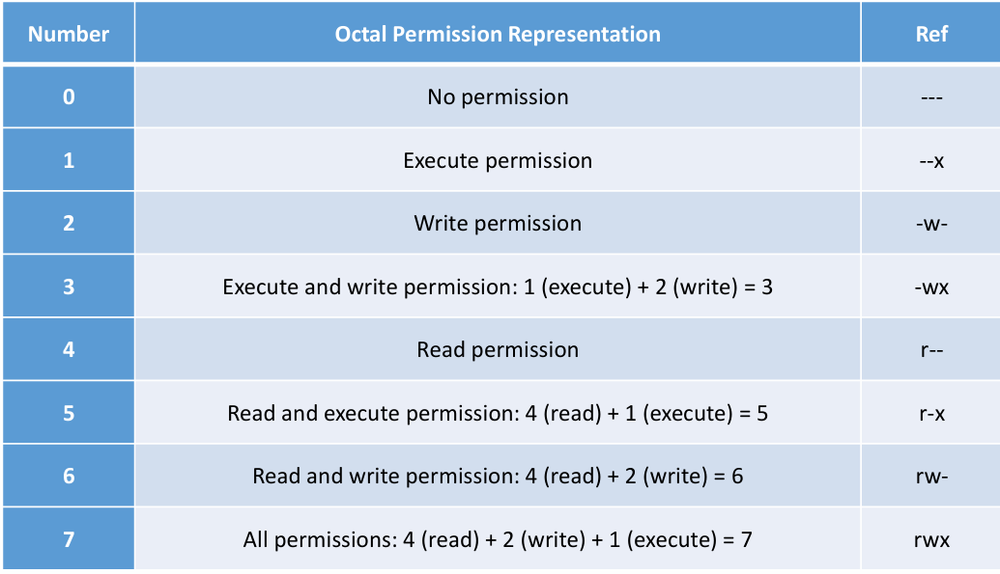 Number Octal Permission Representation Ref
0 No permission ---
1 Execute permission --x
2 Write permission -w-
3 Execute and write permission: 1 (execute) + 2 (write) = 3 -wx
4 Read permission r--
5 Read and execute permission: 4 (read) + 1 (execute) = 5 r-x
6 Read and write permission: 4 (read) + 2 (write) = 6 rw-
7 All permissions: 4 (read) + 2 (write) + 1 (execute) = 7 rwx